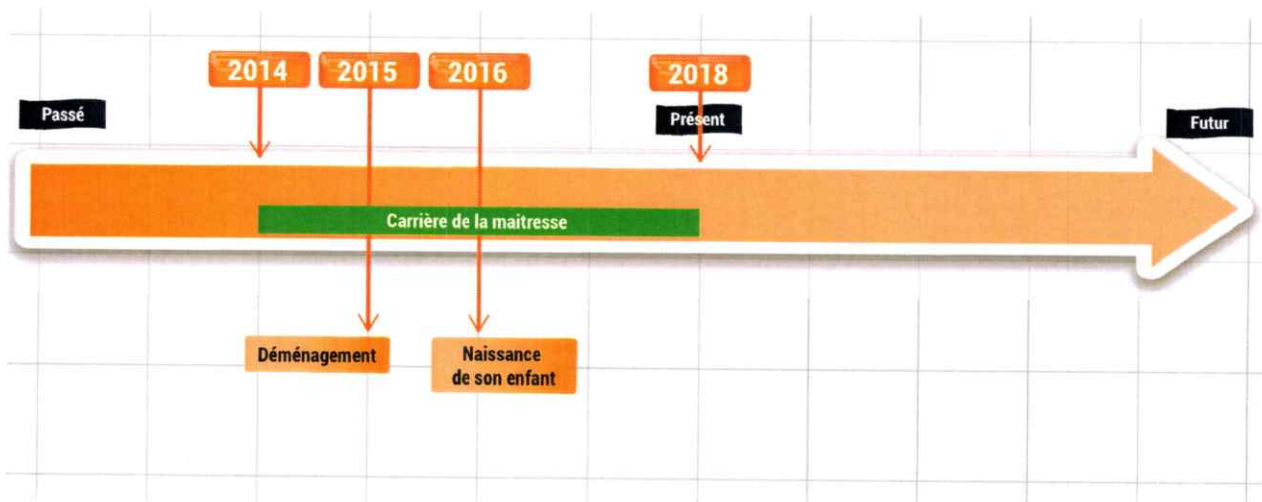 2014
2015
2016
2018
Passé
Présent
Futur
Carrière de la maitresse
Déménagement
Naissance
de son enfant